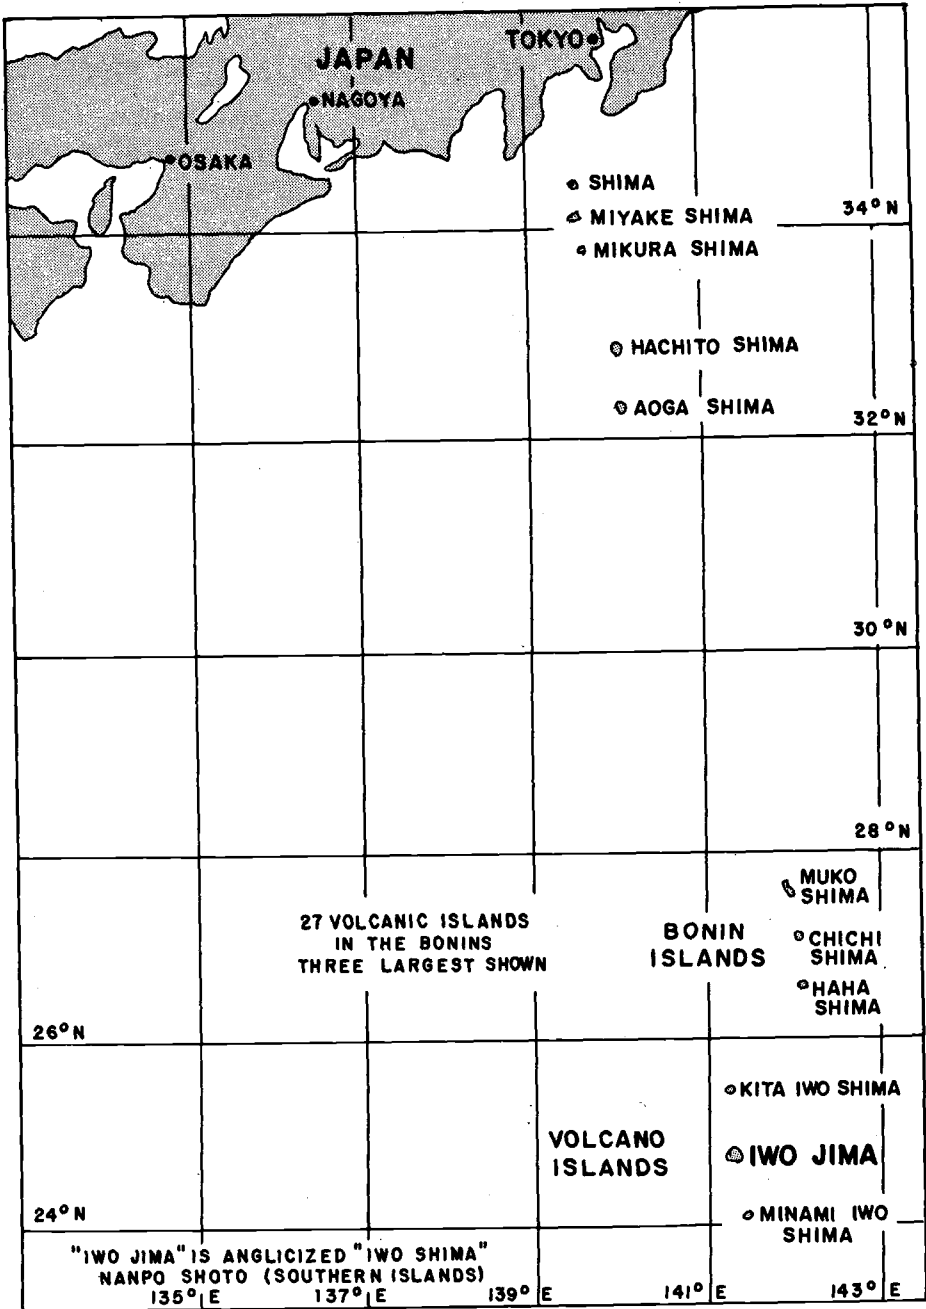 TOKYO
JAPAN
NAGOYA
OSAKA
SHIMA
MIYAKE SHIMA
34°N
MIKURA SHIMA
HACHITO SHIMA
AOGA SHIMA
32°N
30°N
28°N
MUKO
SHIMA
27 VOLCANIC ISLANDS
IN THE BONINS
THREE LARGEST SHOWN
BONIN
ISLANDS
CHICHI
SHIMA
HAHA
SHIMA
26°N
KITA IWO SHIMA
VOLCANO
ISLANDS
IWO JIMA
24°N
MINAMI IWO
SHIMA
"IWO JIMA" IS ANGLICIZED "IWO SHIMA"
NANPO SHOTO (SOUTHERN ISLANDS)
135°E 137°E 139°E 141°E 143°E